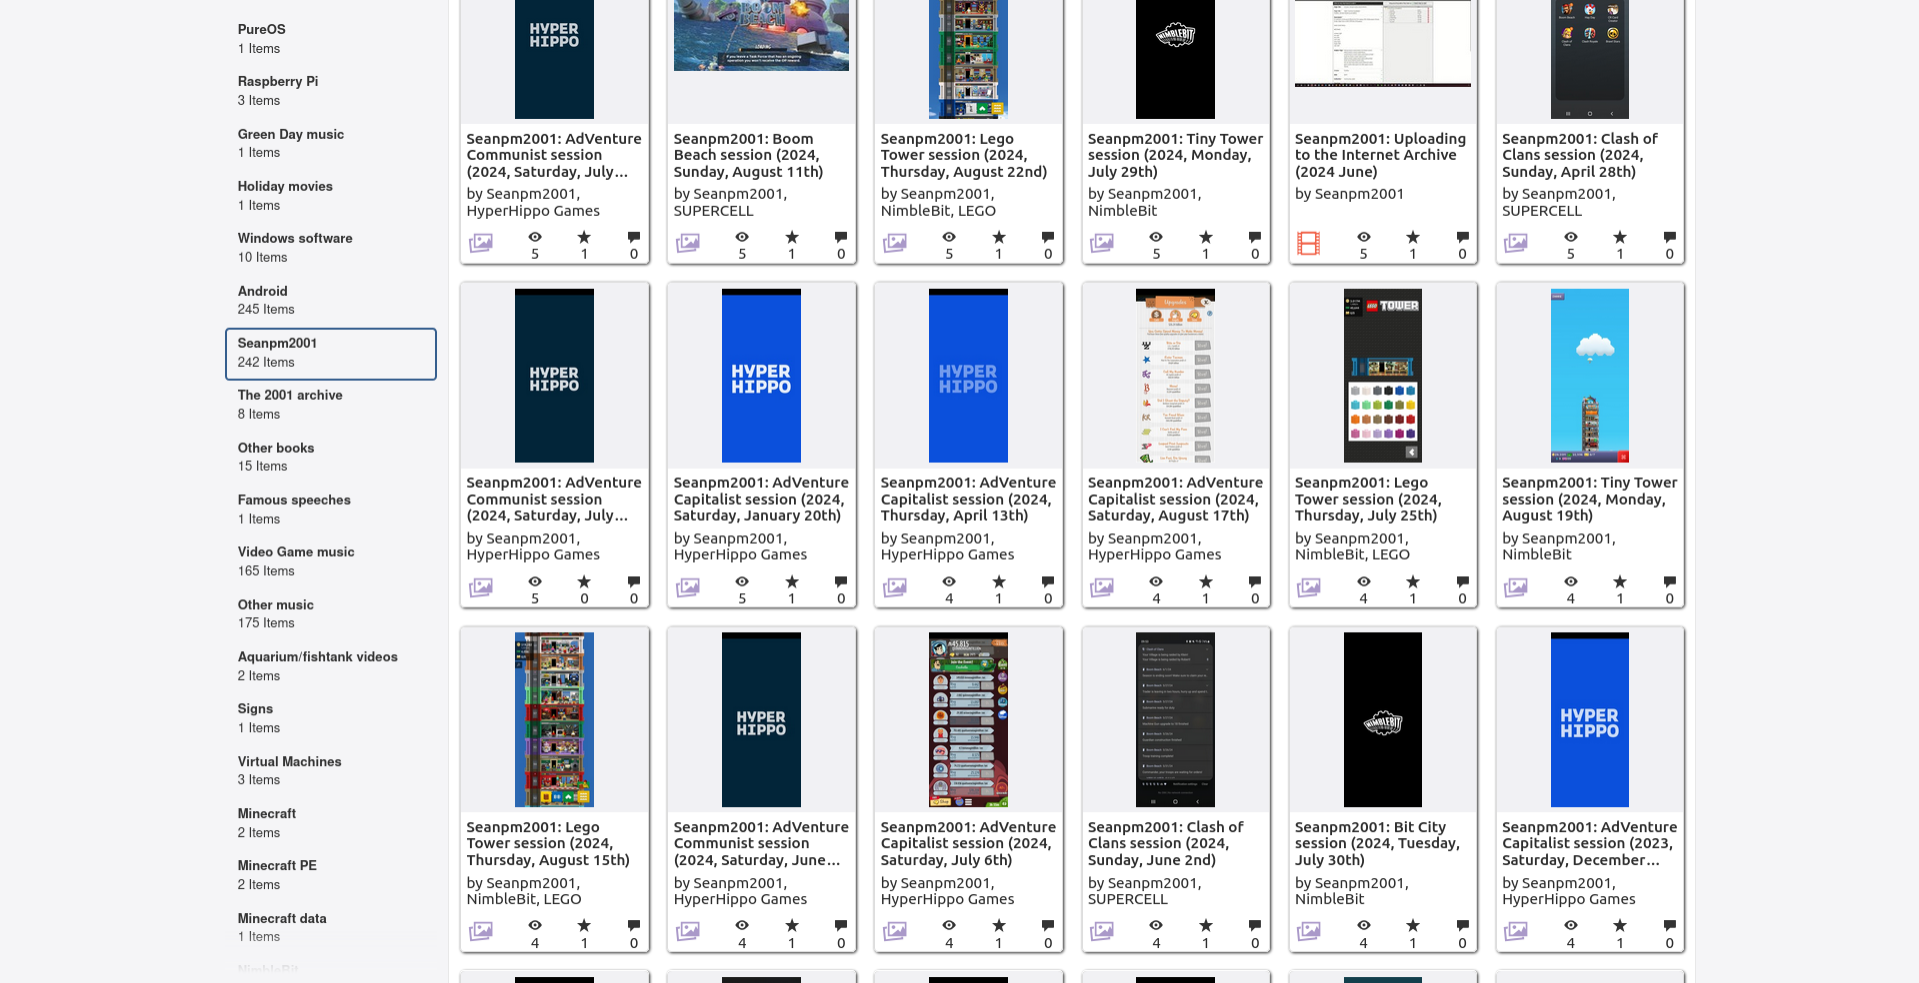 PureOS
1 Items
Raspberry Pi
3 Items
Green Day music
1 Items
Holiday movies
1 Items
Windows software
10 Items
Android
245 Items
Seanpm2001
242 Items
The 2001 archive
8 Items
Other books
15 Items
Famous speeches
1 Items
Video Game music
165 Items
Other music
175 Items
Aquarium/fishtank videos
2 Items
Signs
1 Items
Virtual Machines
3 Items
Minecraft
2 Items
Minecraft PE
2 Items
Minecraft data
1 Items
NimbleBit
HYPER
HIPPO
Seanpm2001: AdVenture
Communist session
(2024, Saturday, July...
by Seanpm2001,
HyperHippo Games
5 1 0
BOOM
BEACH
Seanpm2001: Boom
Beach session (2024,
Sunday, August 11th)
by Seanpm2001,
SUPERCELL
5 1 0
Seanpm2001: Lego
Tower session (2024,
Thursday, August 22nd)
by Seanpm2001,
NimbleBit, LEGO
5 1 0
NIMBLEBIT
Seanpm2001: Tiny Tower
session (2024, Monday,
July 29th)
by Seanpm2001,
NimbleBit
5 1 0
Seanpm2001: Uploading
to the Internet Archive
(2024 June)
by Seanpm2001
5 1 0
Seanpm2001: Clash of
Clans session (2024,
Sunday, April 28th)
by Seanpm2001,
SUPERCELL
5 1 0
HYPER
HIPPO
Seanpm2001: AdVenture
Communist session
(2024, Saturday, July...
by Seanpm2001,
HyperHippo Games
5 0 0
HYPER
HIPPO
Seanpm2001: AdVenture
Capitalist session (2024,
Saturday, January 20th)
by Seanpm2001,
HyperHippo Games
5 1 0
HYPER
HIPPO
Seanpm2001: AdVenture
Capitalist session (2024,
Thursday, April 13th)
by Seanpm2001,
HyperHippo Games
4 1 0
Upgrades
Seanpm2001: AdVenture
Capitalist session (2024,
Saturday, August 17th)
by Seanpm2001,
HyperHippo Games
4 1 0
LEGO TOWER
Seanpm2001: Lego
Tower session (2024,
Thursday, July 25th)
by Seanpm2001,
NimbleBit, LEGO
4 1 0
Seanpm2001: Tiny Tower
session (2024, Monday,
August 19th)
by Seanpm2001,
NimbleBit
4 1 0
Seanpm2001: Lego
Tower session (2024,
Thursday, August 15th)
by Seanpm2001,
NimbleBit, LEGO
4 1 0
HYPER
HIPPO
Seanpm2001: AdVenture
Communist session
(2024, Saturday, June...
by Seanpm2001,
HyperHippo Games
4 1 0
Seanpm2001: AdVenture
Capitalist session (2024,
Saturday, July 6th)
by Seanpm2001,
HyperHippo Games
4 1 0
Seanpm2001: Clash of
Clans session (2024,
Sunday, June 2nd)
by Seanpm2001,
SUPERCELL
4 1 0
NIMBLEBIT
Seanpm2001: Bit City
session (2024, Tuesday,
July 30th)
by Seanpm2001,
NimbleBit
4 1 0
HYPER
HIPPO
Seanpm2001: AdVenture
Capitalist session (2023,
Saturday, December...
by Seanpm2001,
HyperHippo Games
4 1 0